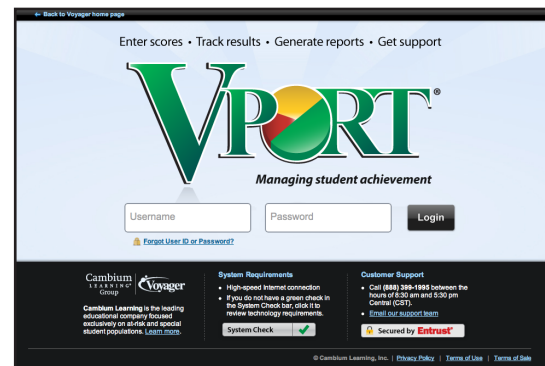 ← Back to Voyager home page
Enter scores • Track results • Generate reports • Get support
VPORT®
Managing student achievement
Username
Password
Login
Forgot User ID or Password?
Cambium
LEARNING®
Group
Voyager
Cambium Learning is the leading
educational company focused
exclusively on at-risk and special
student populations. Learn more.
System Requirements
• High-speed Internet connection
• If you do not have a green check in
the System Check bar, click it to
review technology requirements.
System Check
Customer Support
• Call (888) 399-1995 between the
hours of 8:30 am and 5:30 pm
Central (CST).
• Email our support team
Secured by Entrust®
© Cambium Learning, Inc. | Privacy Policy | Terms of Use | Terms of Sale